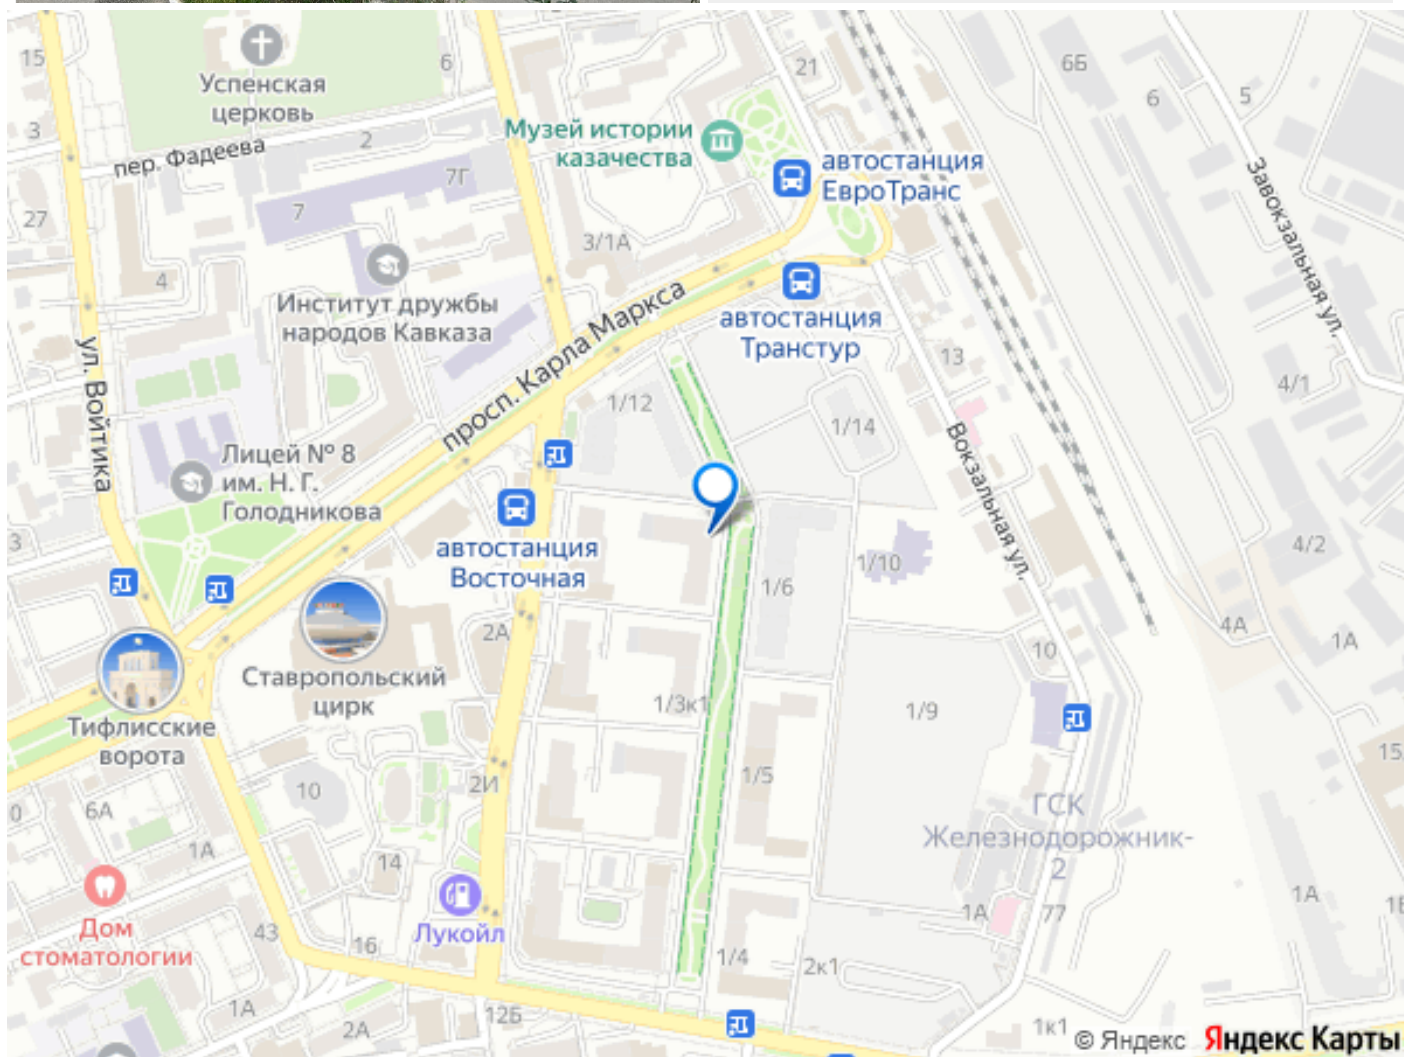 15
6
21
6Б
6
5
Успенская
церковь
3
2
пер. Фадеева
Музей истории
казачества
7Г
автостанция
ЕвроТранс
Завокзальная ул.
27
7
3/1А
4
Институт дружбы
народов Кавказа
просп. Карла Маркса
автостанция
Транстур
13
ул. Войтика
4/1
1/12
1/14
Лицей № 8
им. Н. Г.
Голодникова
Вокзальная ул.
3
автостанция
Восточная
1/6
1/10
4/2
2А
4А
1А
10
Ставропольский
цирк
1/3к1
1/9
Тифлисские
ворота
15
2И
1/5
10
0
6А
ГСК
Железнодорожник-
2
1А
14
1А
1А
77
Дом
стоматологии
Лукойл
43
16
1/4
2к1
1А
2А
12Б
1к1
© Яндекс Яндекс Карты